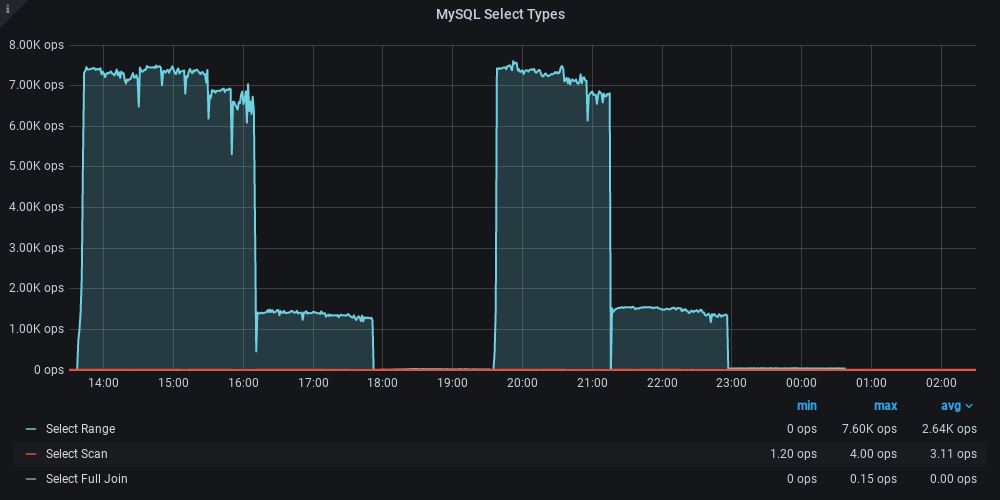 i
MySQL Select Types
8.00K ops
7.00K ops
6.00K ops
5.00K ops
4.00K ops
3.00K ops
2.00K ops
1.00K ops
0 ops
14:00 15:00 16:00 17:00 18:00 19:00 20:00 21:00 22:00 23:00 00:00 01:00 02:00
min max avg
Select Range 0 ops 7.60K ops 2.64K ops
Select Scan 1.20 ops 4.00 ops 3.11 ops
Select Full Join 0 ops 0.15 ops 0.00 ops